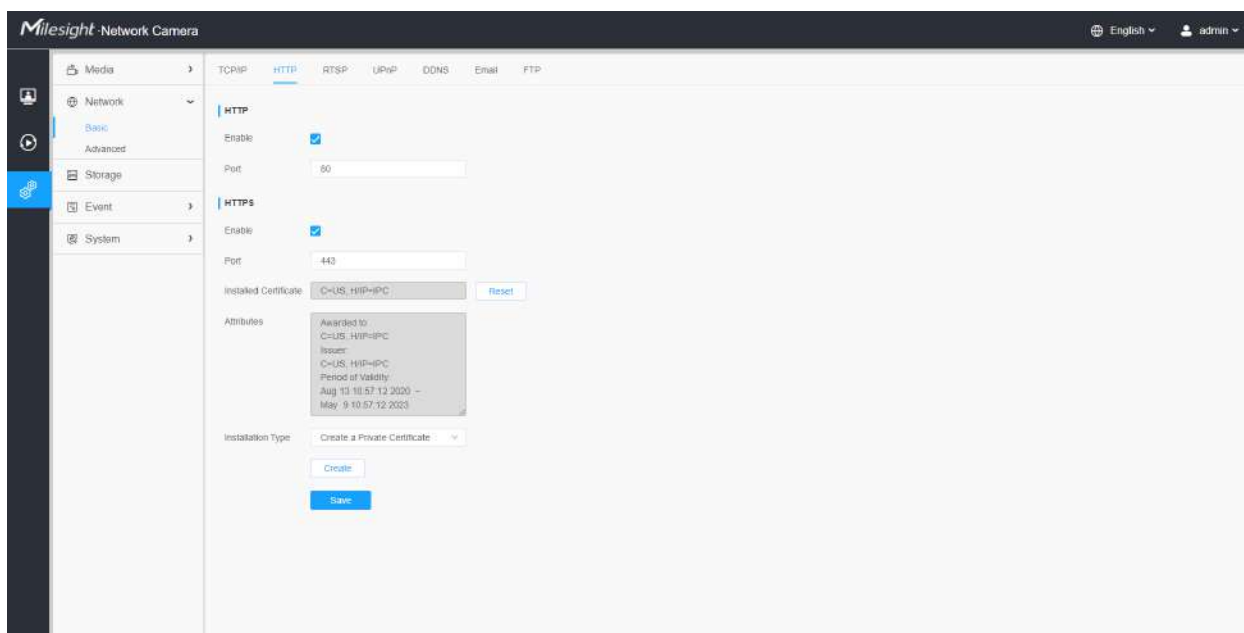 Milesight Network Camera
English
admin
Media
Network
Basic
Advanced
Storage
Event
System
TCP/IP HTTP RTSP UPnP DDNS Email FTP
HTTP
Enable
Port 80
HTTPS
Enable
Port 443
Installed Certificate C=US, H/IP=IPC Reset
Attributes
Awarded to:
C=US, H/IP=IPC
Issuer:
C=US, H/IP=IPC
Period of Validity:
Aug 13 10:57:12 2020 ~
May 9 10:57:12 2023
Installation Type Create a Private Certificate
Create
Save